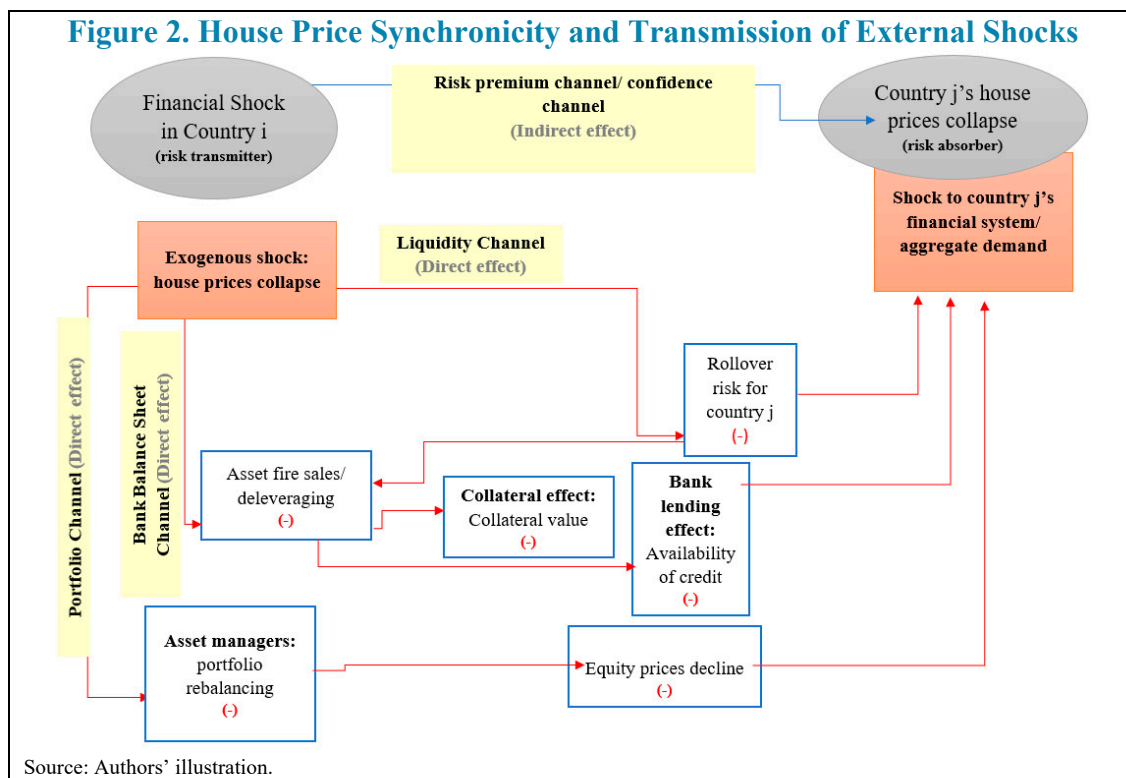 Figure 2. House Price Synchronicity and Transmission of External Shocks
Financial Shock
in Country i
(risk transmitter)
Risk premium channel/ confidence
channel
(Indirect effect)
Country j's house
prices collapse
(risk absorber)
Shock to country j's
financial system/
aggregate demand
Exogenous shock:
house prices collapse
Liquidity Channel
(Direct effect)
Portfolio Channel (Direct effect)
Bank Balance Sheet
Channel (Direct effect)
Rollover
risk for
country j
(-)
Asset fire sales/
deleveraging
(-)
Collateral effect:
Collateral value
(-)
Bank
lending
effect:
Availability
of credit
(-)
Asset managers:
portfolio
rebalancing
(-)
Equity prices decline
(-)
Source: Authors' illustration.